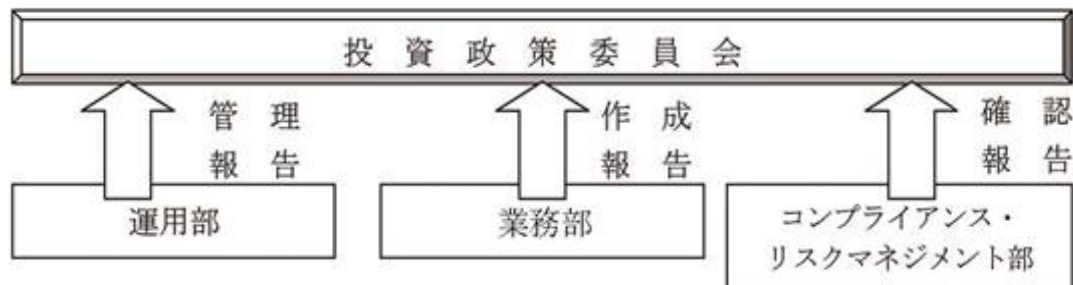 投資政策委員会
管理
報告
作成
報告
確認
報告
運用部
業務部
コンプライアンス・
リスクマネジメント部